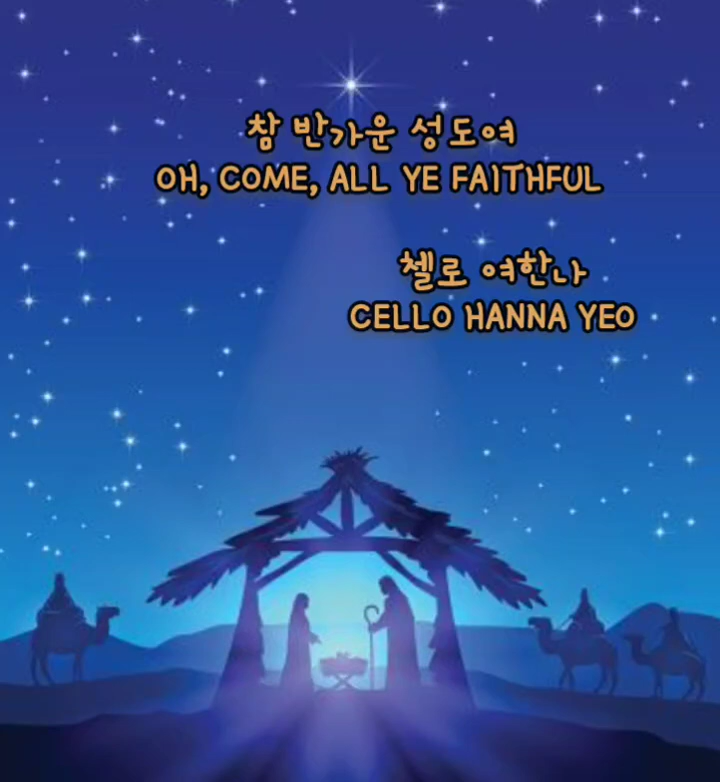 참 반가운 성도여
OH, COME, ALL YE FAITHFUL
첼로 여한나
CELLO HANNA YEO